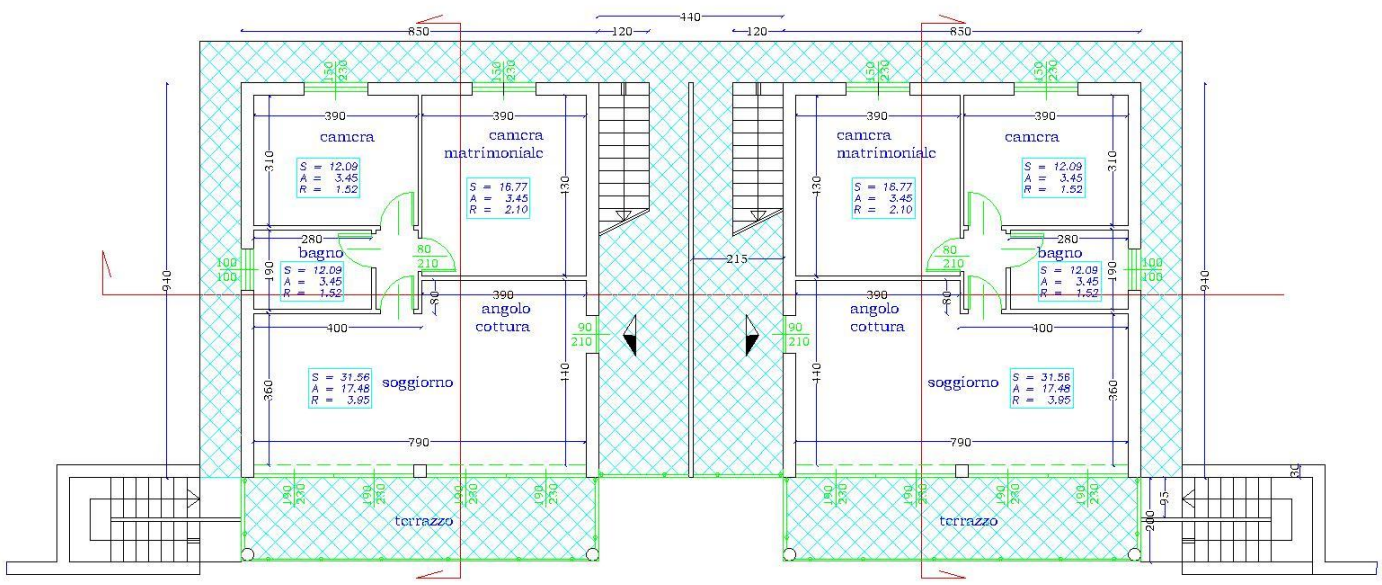 440
850
120
120
850
150
230
150
230
150
230
150
230
390
390
390
390
camera
camera
matrimoniale
camera
matrimoniale
camera
310
S = 12.09
A = 3.45
R = 1.52
430
S = 16.77
A = 3.45
R = 2.10
430
S = 16.77
A = 3.45
R = 2.10
310
S = 12.09
A = 3.45
R = 1.52
280
bagno
80
210
215
80
210
280
bagno
940
100
100
190
S = 12.09
A = 3.45
R = 1.52
S = 12.09
A = 3.45
R = 1.52
190
100
100
940
80
390
390
80
angolo
cottura
angolo
cottura
400
90
210
90
210
400
360
S = 31.56
A = 17.48
R = 3.95
soggiorno
440
440
soggiorno
S = 31.56
A = 17.48
R = 3.95
360
790
790
30
190
230
190
230
190
230
190
230
190
230
190
230
190
230
190
230
95
200
terrazzo
terrazzo